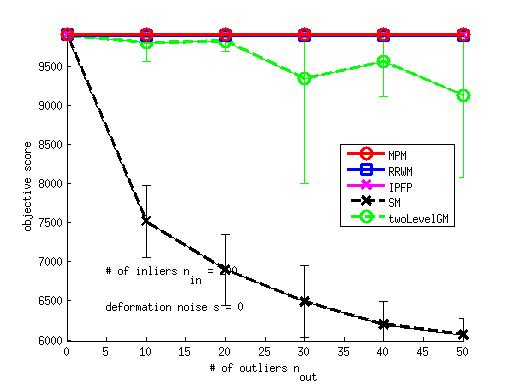 9500
9000
8500
8000
7500
7000
6500
6000
objective score
MPM
RRWM
IPFP
SM
twoLevelGM
# of inliers n in =
deformation noise s = 0
0 5 10 15 20 25 30 35 40 45 50
# of outliers n out